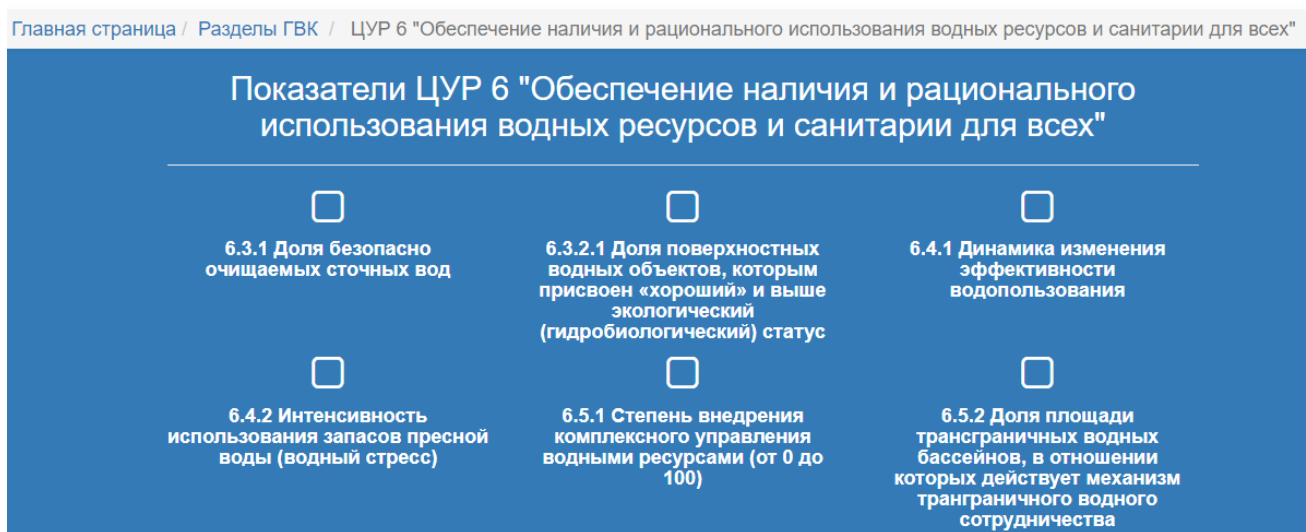 Главная страница / Разделы ГВК / ЦУР 6 "Обеспечение наличия и рационального использования водных ресурсов и санитарии для всех"
Показатели ЦУР 6 "Обеспечение наличия и рационального
использования водных ресурсов и санитарии для всех"
6.3.1 Доля безопасно
очищаемых сточных вод
6.3.2.1 Доля поверхностных
водных объектов, которым
присвоен «хороший» и выше
экологический
(гидробиологический) статус
6.4.1 Динамика изменения
эффективности
водопользования
6.4.2 Интенсивность
использования запасов пресной
воды (водный стресс)
6.5.1 Степень внедрения
комплексного управления
водными ресурсами (от 0 до
100)
6.5.2 Доля площади
трансграничных водных
бассейнов, в отношении
которых действует механизм
транграничного водного
сотрудничества